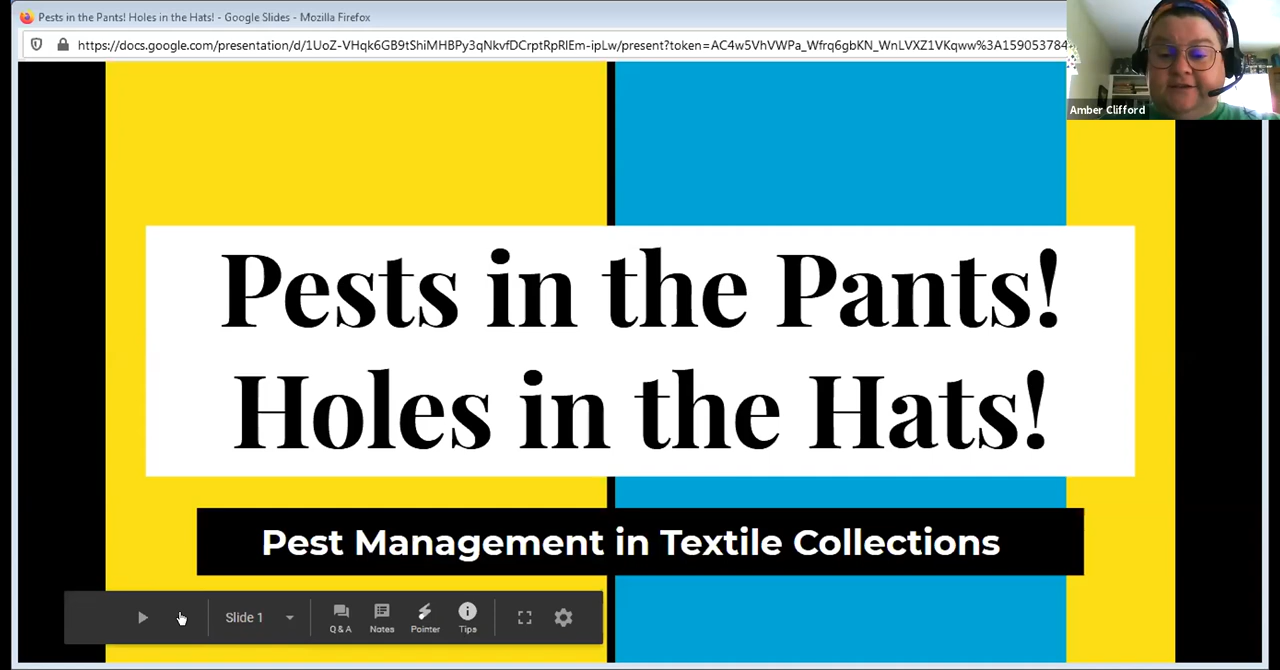 Pests in the Pants! Holes in the Hats! - Google Slides - Mozilla Firefox
https://docs.google.com/presentation/d/1UoZ-VHqk6GB9tShiMHBPy3qNkvfDCrptRpRlEm-ipLw/present?token=AC4w5VhVWPa_Wfrq6gbKN_WnLVXZ1VKqww%3A159053784
Amber Clifford
Pests in the Pants!
Holes in the Hats!
Pest Management in Textile Collections
Slide 1
Q & A
Notes
Pointer
Tips